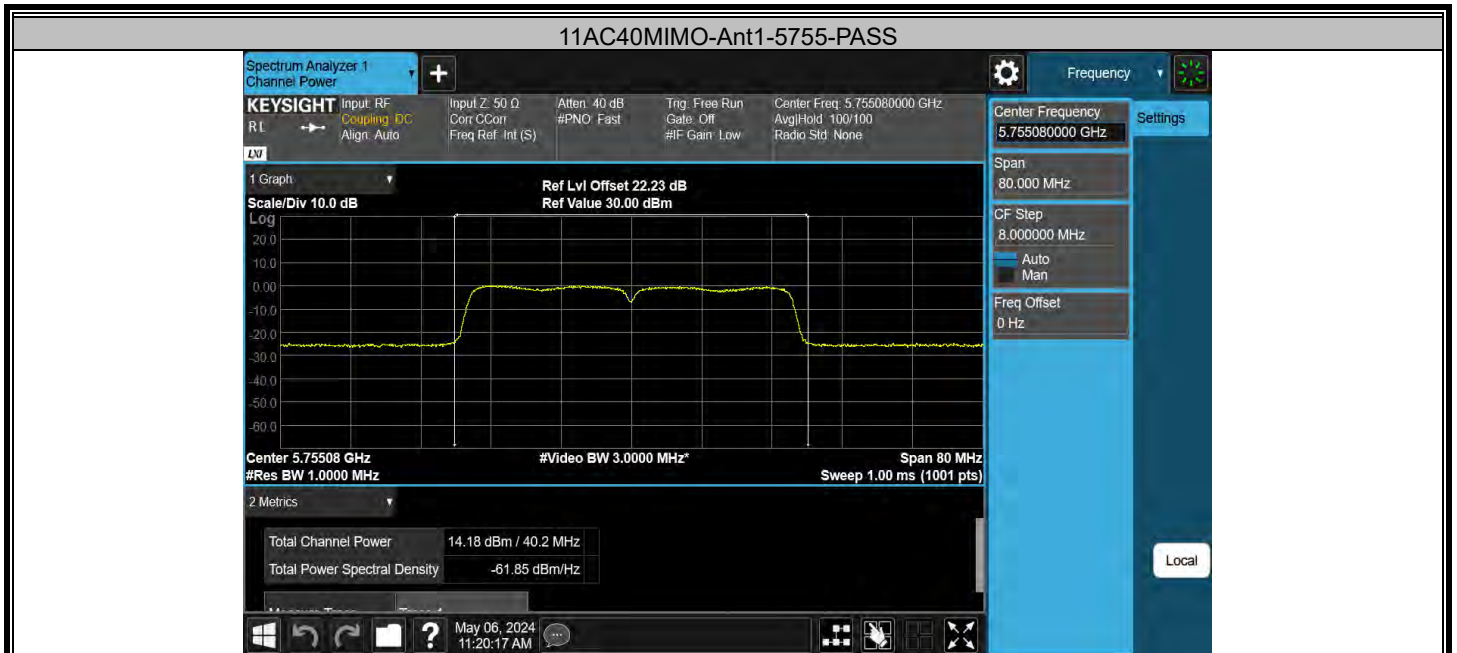 11AC40MIMO-Ant1-5755-PASS
Spectrum Analyzer 1
Channel Power
+
Frequency
KEYSIGHT
RL
LXI
Input: RF
Coupling: DC
Align: Auto
Input Z: 50 Ω
Corr CCorr
Freq Ref: Int (S)
Atten: 40 dB
#PNO: Fast
Trig: Free Run
Gate: Off
#IF Gain: Low
Center Freq: 5.755080000 GHz
Avg|Hold: 100/100
Radio Std: None
Center Frequency
5.755080000 GHz
Settings
Span
80.000 MHz
CF Step
8.000000 MHz
Auto
Man
Freq Offset
0 Hz
Local
1 Graph
Scale/Div 10.0 dB
Ref Lvl Offset 22.23 dB
Ref Value 30.00 dBm
Log
20.0
10.0
0.00
-10.0
-20.0
-30.0
-40.0
-50.0
-60.0
Center 5.75508 GHz
#Res BW 1.0000 MHz
#Video BW 3.0000 MHz*
Span 80 MHz
Sweep 1.00 ms (1001 pts)
2 Metrics
Total Channel Power 14.18 dBm / 40.2 MHz
Total Power Spectral Density -61.85 dBm/Hz
?
May 06, 2024
11:20:17 AM